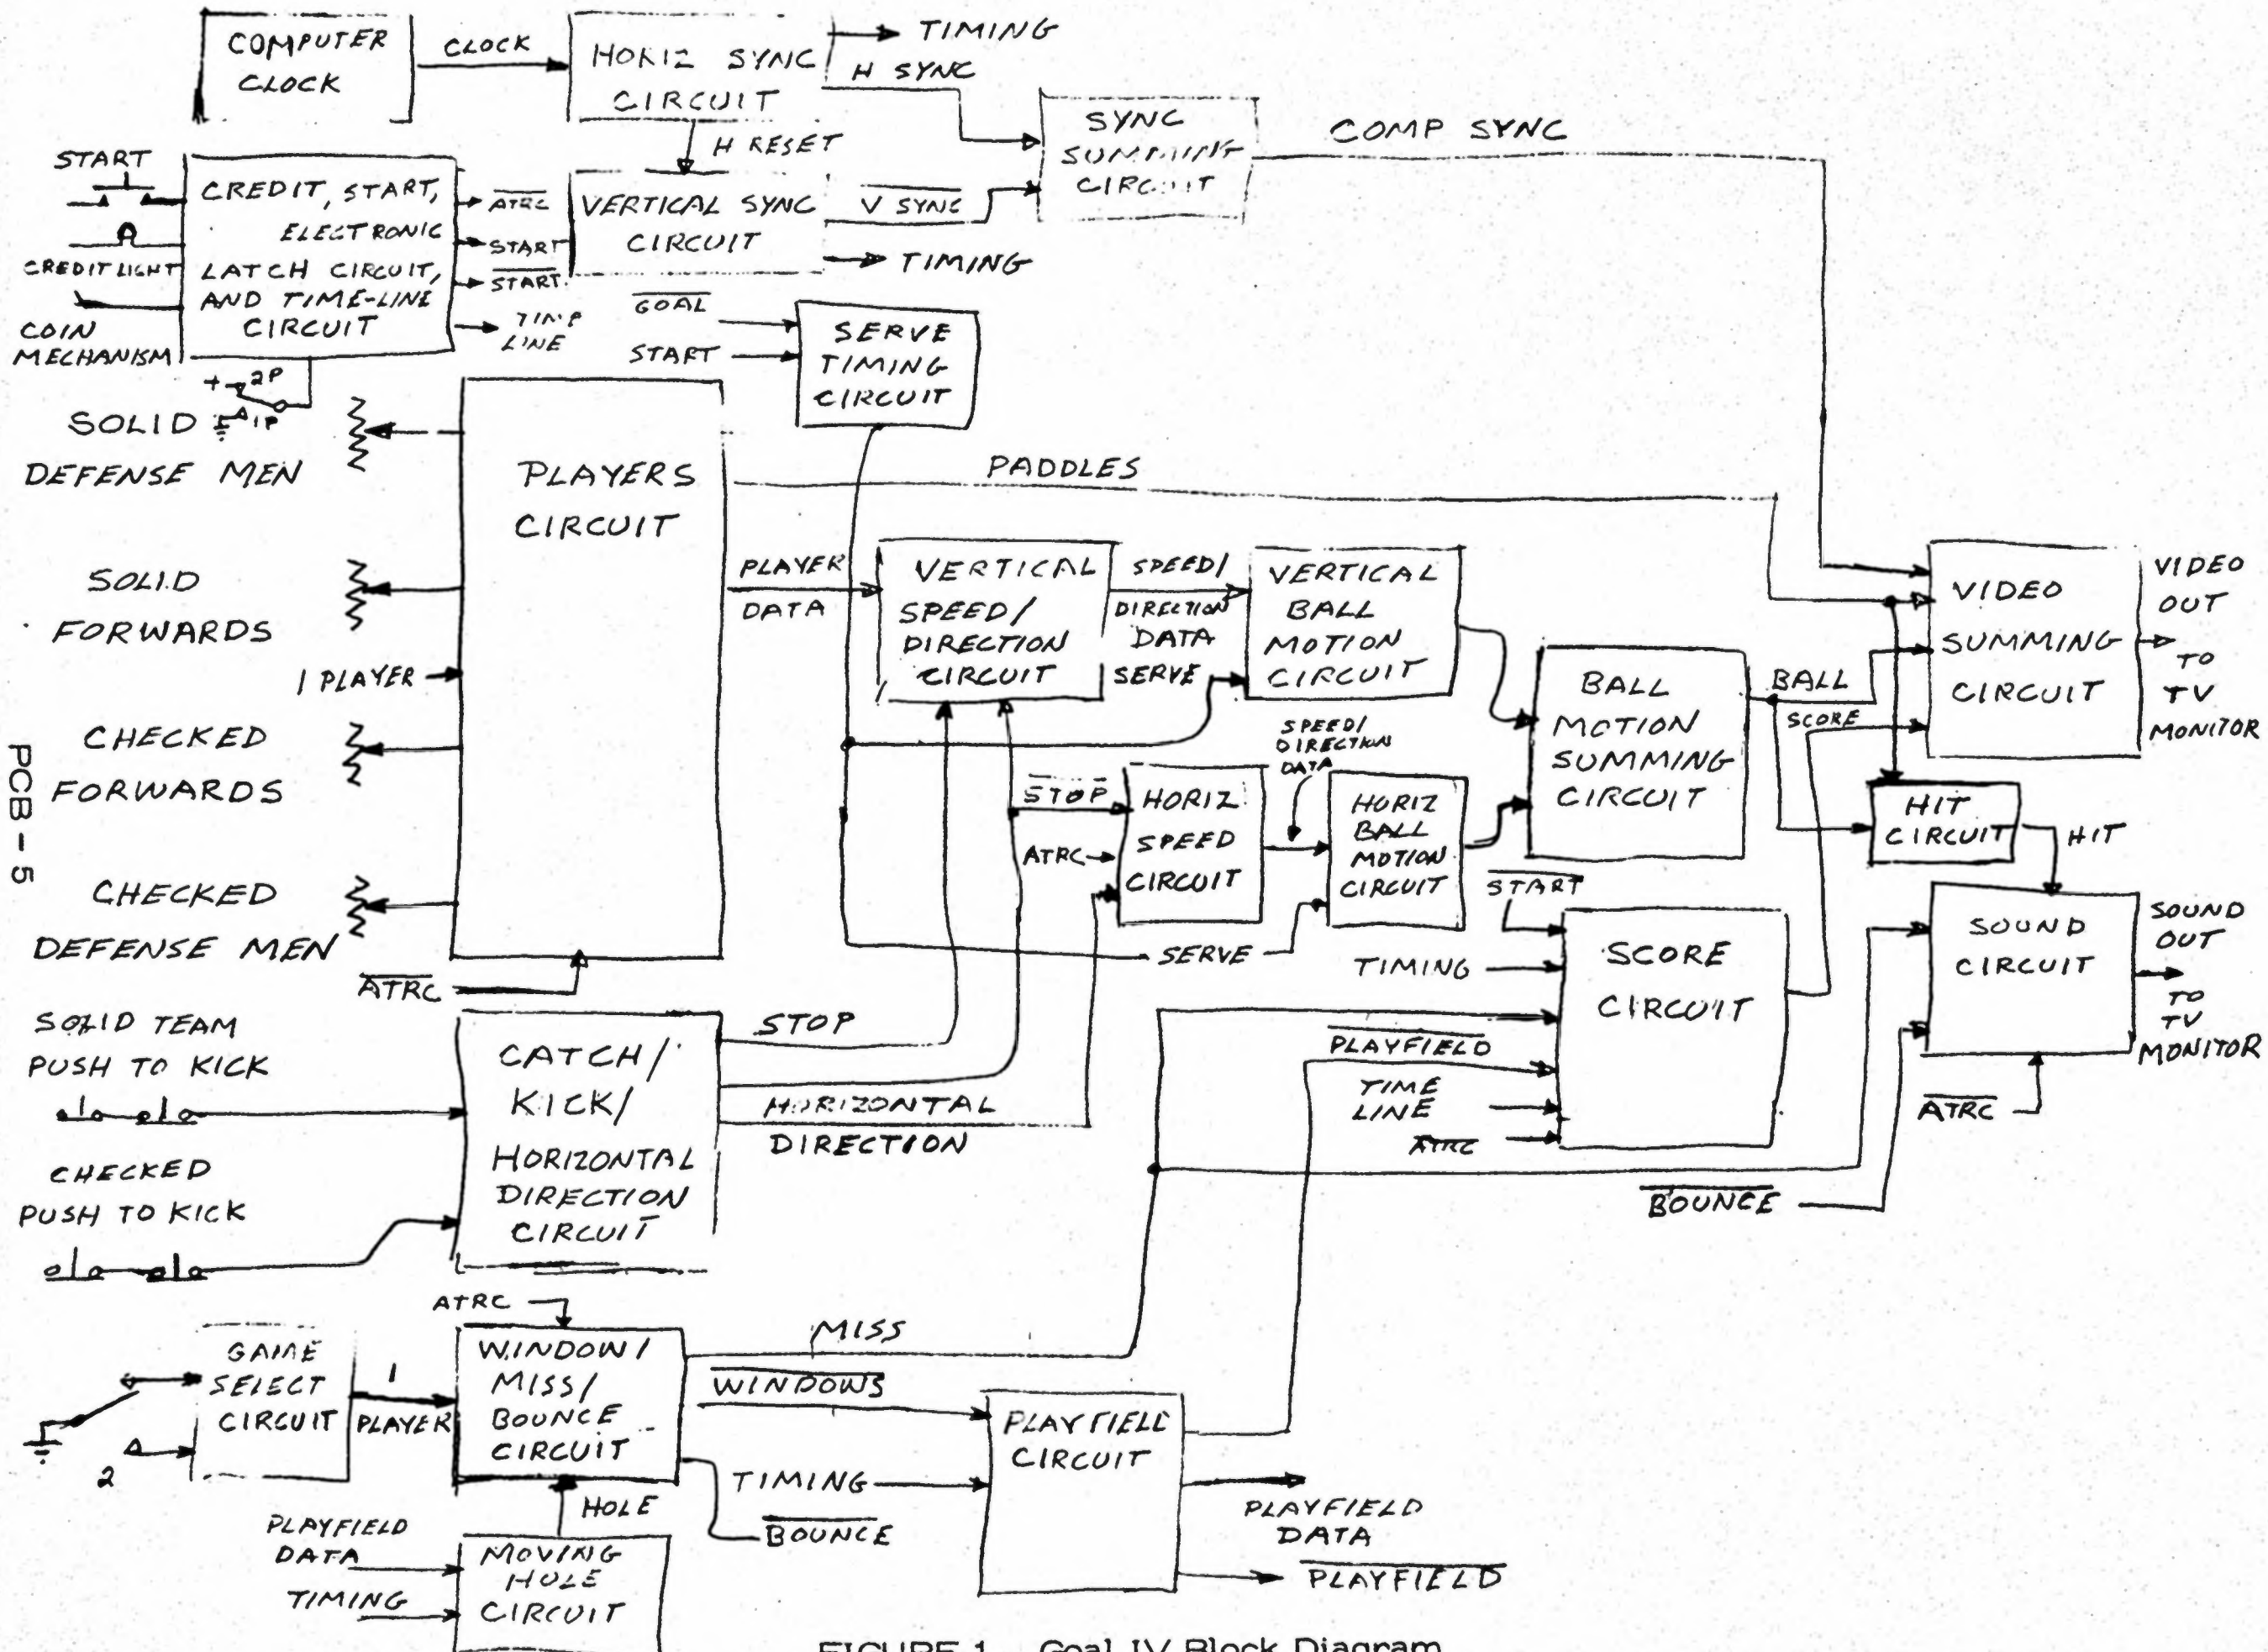 COMPUTER
CLOCK
CLOCK
HORIZ SYNC
CIRCUIT
TIMING
H SYNC
SYNC
SUMMING
CIRCUIT
COMP SYNC
H RESET
START
CREDIT LIGHT
COIN
MECHANISM
CREDIT, START,
ELECTRONIC
LATCH CIRCUIT,
AND TIME-LINE
CIRCUIT
ATRC
START
START
TIME
LINE
+ 2P
1P
VERTICAL SYNC
CIRCUIT
V SYNC
TIMING
GOAL
START
SERVE
TIMING
CIRCUIT
SOLID
DEFENSE MEN
SOLID
FORWARDS
1 PLAYER
CHECKED
FORWARDS
CHECKED
DEFENSE MEN
ATRC
PLAYERS
CIRCUIT
PADDLES
PLAYER
DATA
VERTICAL
SPEED/
DIRECTION
CIRCUIT
SPEED/
DIRECTION
DATA
SERVE
VERTICAL
BALL
MOTION
CIRCUIT
STOP
ATRC
HORIZ
SPEED
CIRCUIT
SPEED/
DIRECTION
DATA
HORIZ
BALL
MOTION
CIRCUIT
SERVE
BALL
MOTION
SUMMING
CIRCUIT
BALL
SCORE
VIDEO
SUMMING
CIRCUIT
VIDEO
OUT
TO
TV
MONITOR
HIT
CIRCUIT
HIT
SOUND
CIRCUIT
SOUND
OUT
TO
TV
MONITOR
ATRC
BOUNCE
START
TIMING
PLAYFIELD
TIME
LINE
ATRC
SCORE
CIRCUIT
SOLID TEAM
PUSH TO KICK
CHECKED
PUSH TO KICK
CATCH/
KICK/
HORIZONTAL
DIRECTION
CIRCUIT
STOP
HORIZONTAL
DIRECTION
ATRC
GAME
SELECT
CIRCUIT
2
1
PLAYER
WINDOW/
MISS/
BOUNCE
CIRCUIT
MISS
WINDOWS
TIMING
BOUNCE
PLAYFIELD
CIRCUIT
PLAYFIELD
DATA
PLAYFIELD
HOLE
PLAYFIELD
DATA
TIMING
MOVING
HOLE
CIRCUIT
PCB-5
FIGURE 1 Goal IV Block Diagram